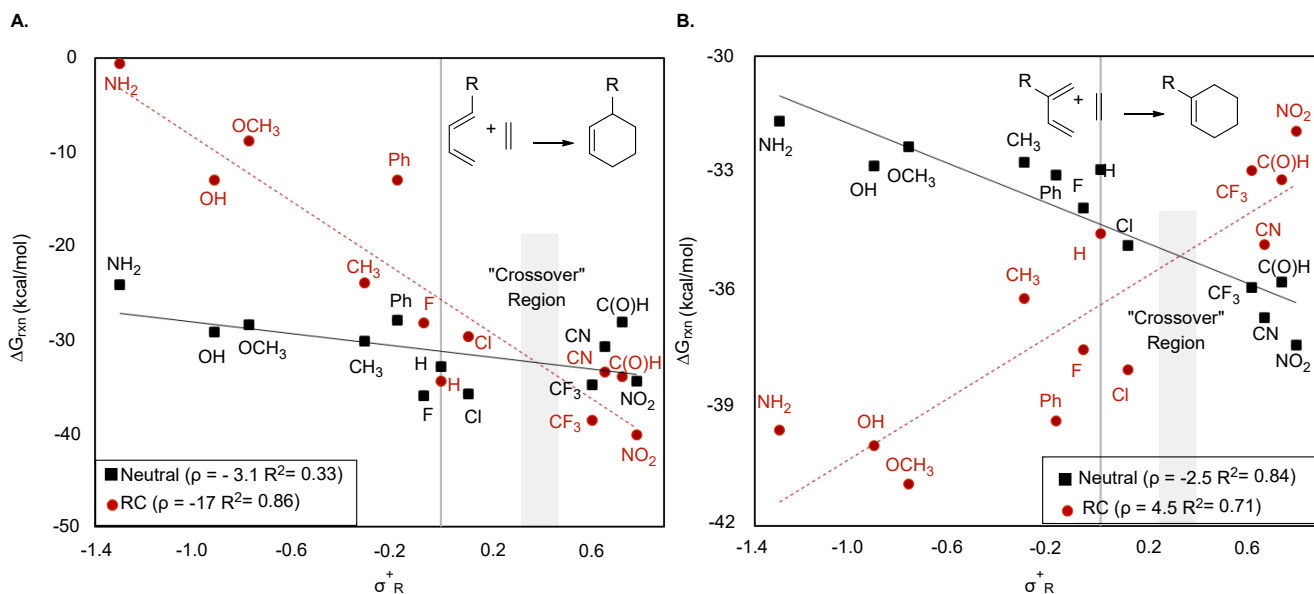 A.
0
-10
-20
-30
-40
-50
ΔGrxn (kcal/mol)
-1.4
-1.0
-0.6
-0.2
0.2
0.6
σ⁺R
NH₂
OCH₃
OH
Ph
CH₃
F
Cl
H
CN
C(O)H
CF₃
NO₂
NH₂
OH
OCH₃
CH₃
Ph
H
F
Cl
CN
C(O)H
CF₃
NO₂
R
+
"Crossover"
Region
Neutral (ρ = - 3.1 R²= 0.33)
RC (ρ = -17 R²= 0.86)
B.
-30
-33
-36
-39
-42
ΔGrxn (kcal/mol)
-1.4
-1.0
-0.6
-0.2
0.2
0.6
σ⁺R
R
+
R
NH₂
OH
OCH₃
CH₃
Ph
F
H
Cl
CF₃
C(O)H
CN
NO₂
NO₂
C(O)H
CF₃
CN
H
CH₃
F
Cl
Ph
NH₂
OH
OCH₃
"Crossover"
Region
Neutral (ρ = -2.5 R²= 0.84)
RC (ρ = 4.5 R²= 0.71)
R